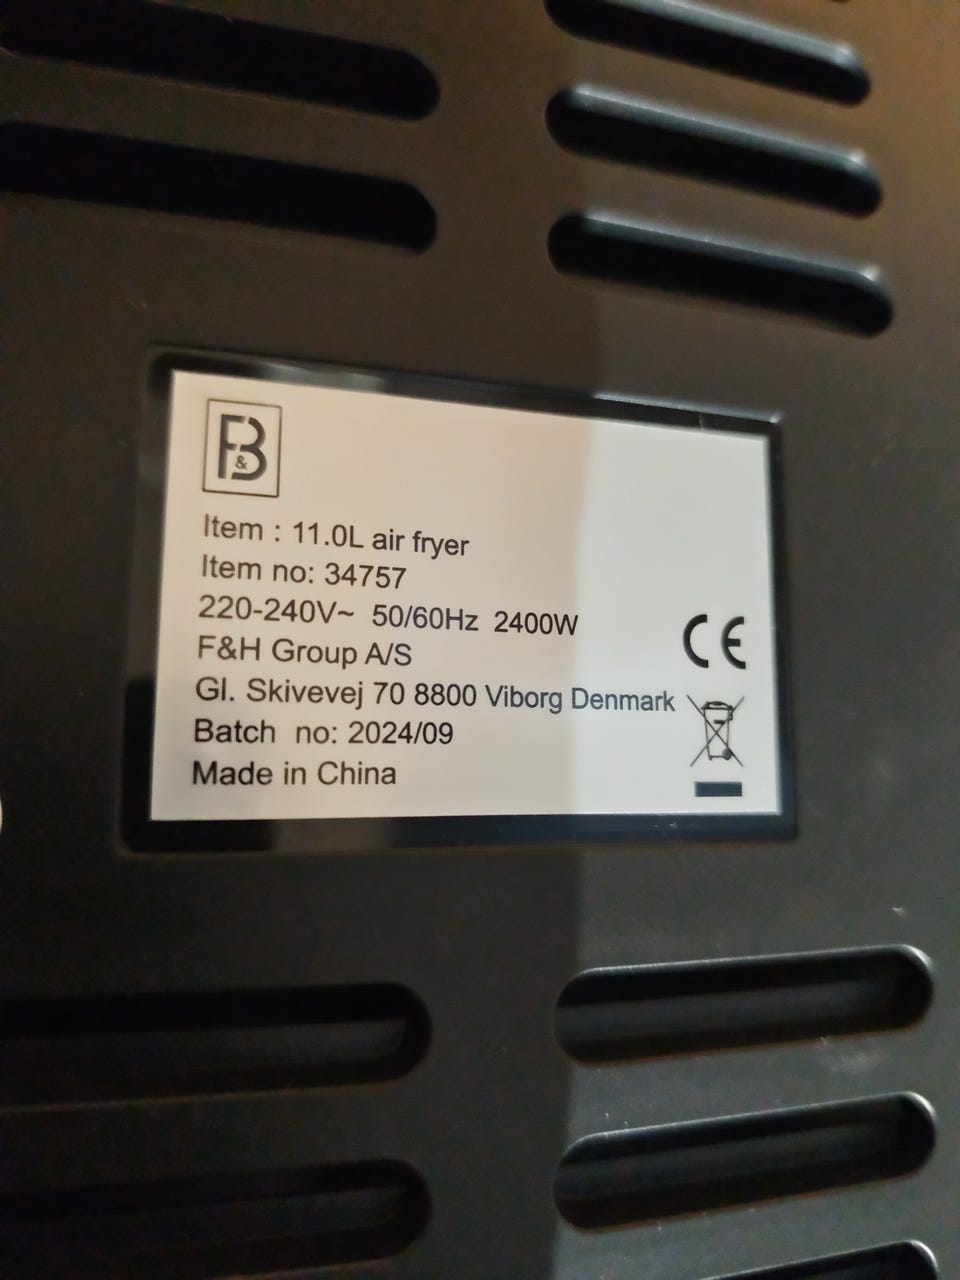 F&B
Item : 11.0L air fryer
Item no: 34757
220-240V~ 50/60Hz 2400W
F&H Group A/S
Gl. Skivevej 70 8800 Viborg Denmark
Batch no: 2024/09
Made in China
CE